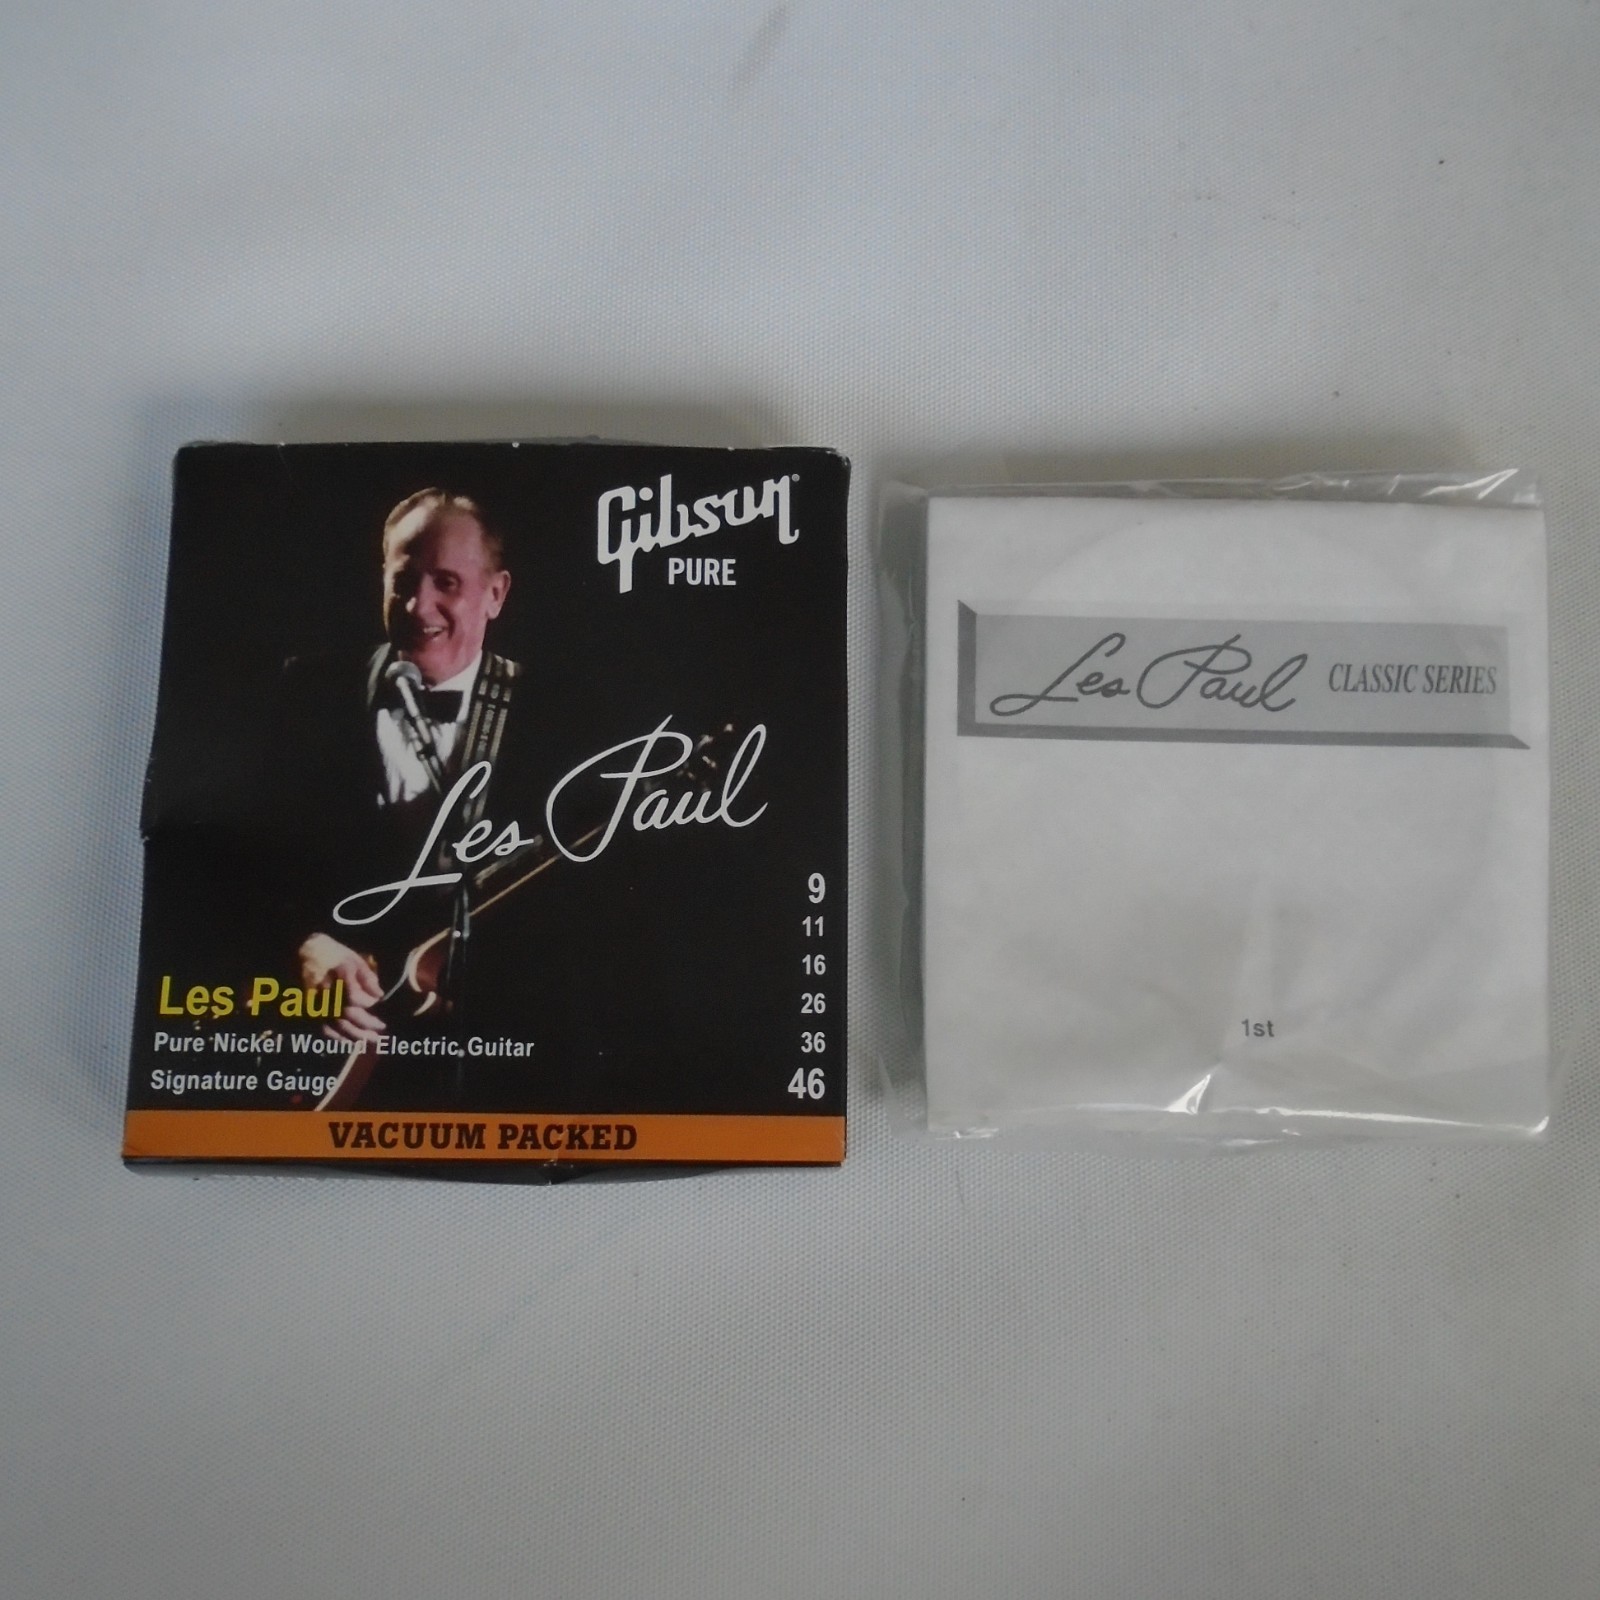 Gibson®
PURE
Les Paul
9
11
16
26
36
46
Les Paul
Pure Nickel Wound Electric Guitar
Signature Gauge
VACUUM PACKED
Les Paul CLASSIC SERIES
1st